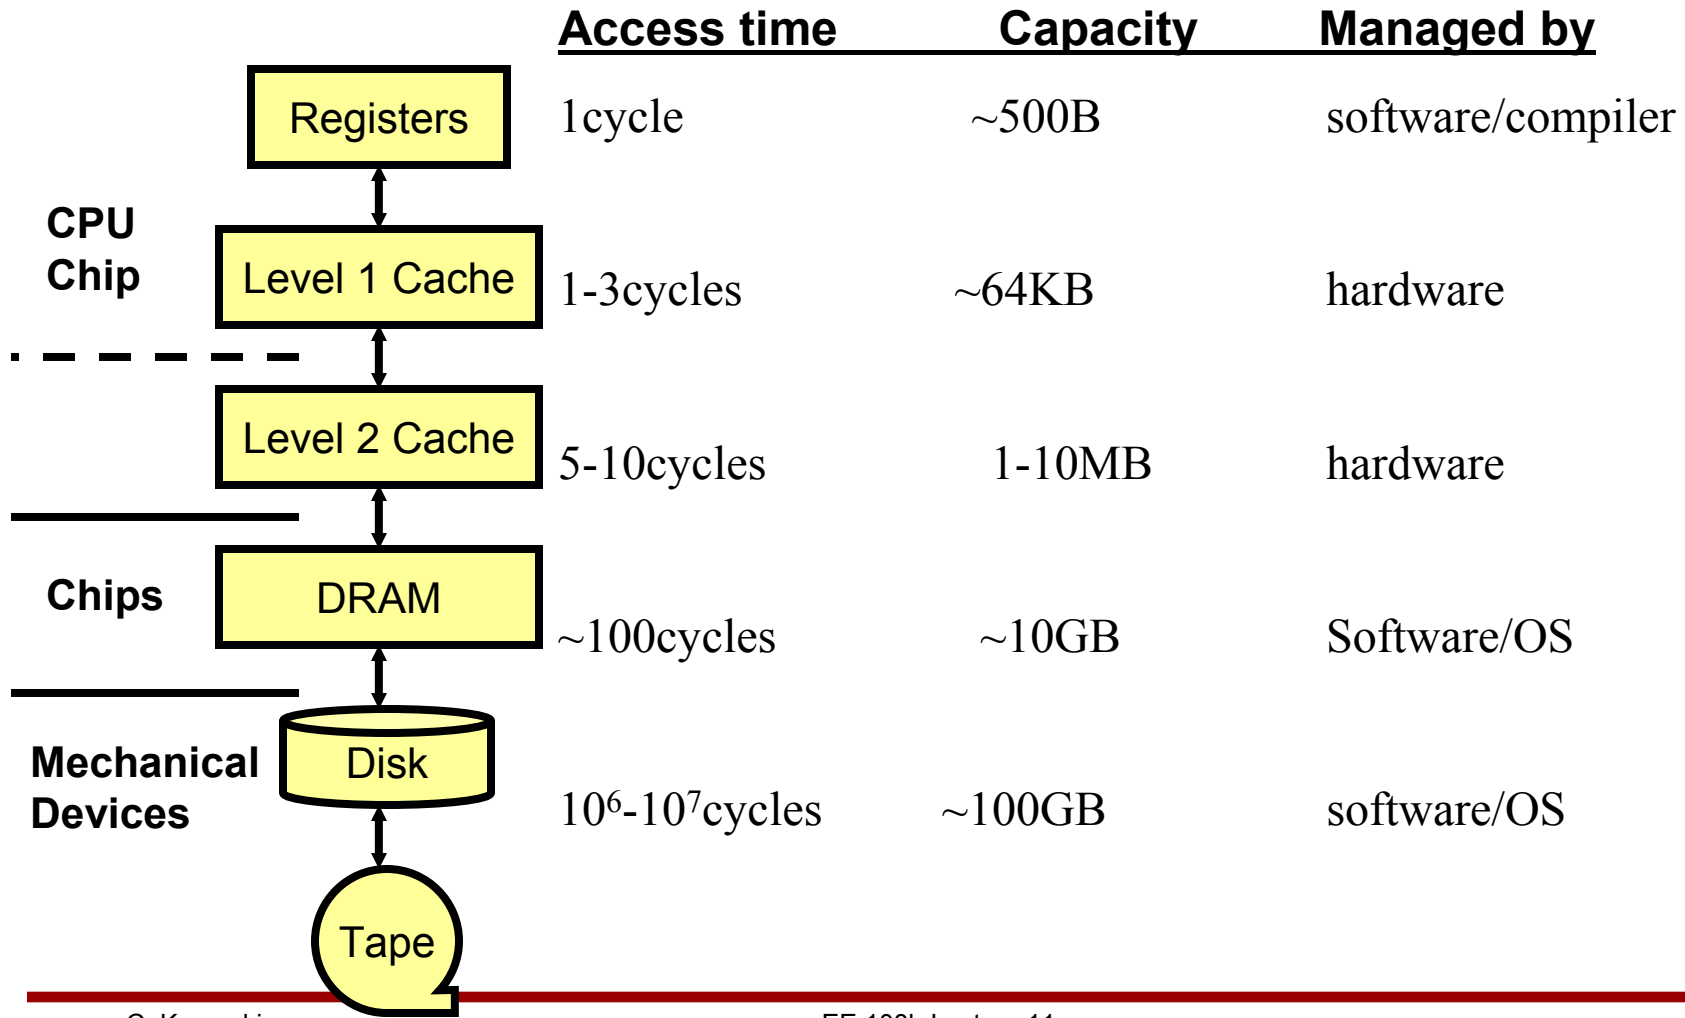 Access time Capacity Managed by
Registers 1cycle ~500B software/compiler
CPU
Chip
Level 1 Cache 1-3cycles ~64KB hardware
Level 2 Cache 5-10cycles 1-10MB hardware
Chips
DRAM ~100cycles ~10GB Software/OS
Mechanical
Devices
Disk 10⁶-10⁷cycles ~100GB software/OS
Tape